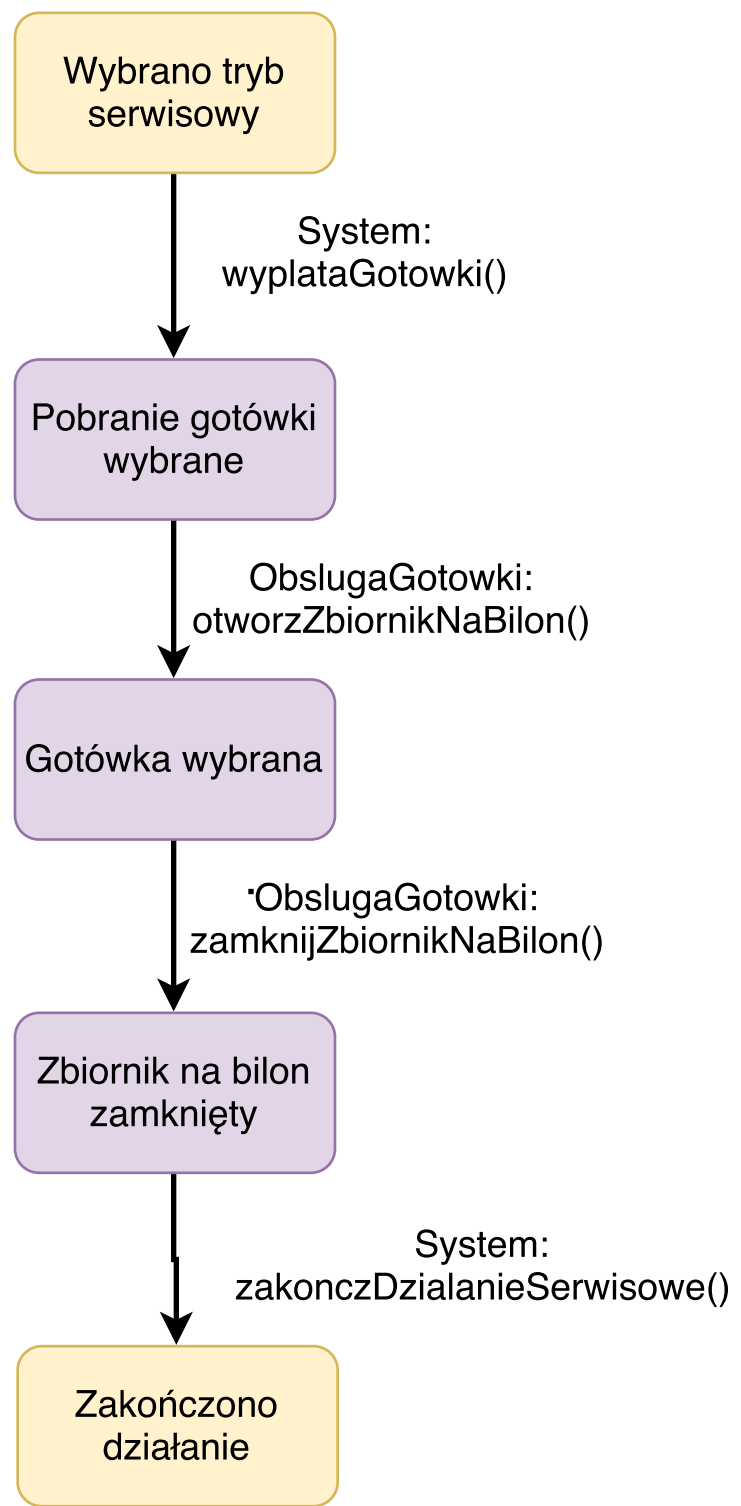 Wybrano tryb
serwisowy
System:
wyplataGotowki()
Pobranie gotówki
wybrane
ObslugaGotowki:
otworzZbiornikNaBilon()
Gotówka wybrana
ObslugaGotowki:
zamknijZbiornikNaBilon()
Zbiornik na bilon
zamknięty
System:
zakonczDzialanieSerwisowe()
Zakończono
działanie